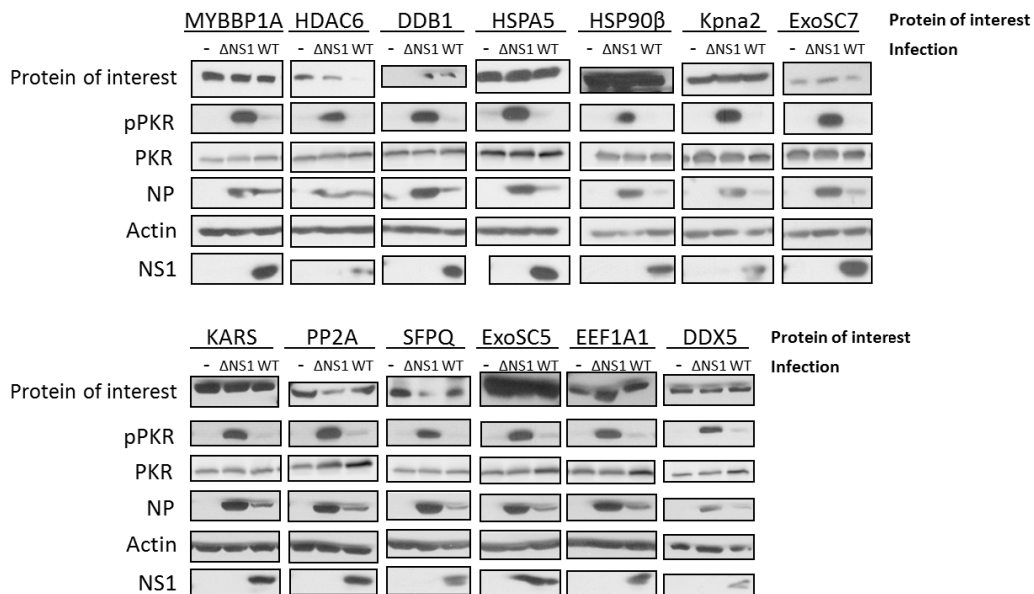 MYBBP1A HDAC6 DDB1 HSPA5 HSP90β Kpna2 ExoSC7 Protein of interest
- ΔNS1 WT - ΔNS1 WT - ΔNS1 WT - ΔNS1 WT - ΔNS1 WT - ΔNS1 WT - ΔNS1 WT Infection
Protein of interest
pPKR
PKR
NP
Actin
NS1
KARS PP2A SFPQ ExoSC5 EEF1A1 DDX5 Protein of interest
- ΔNS1 WT - ΔNS1 WT - ΔNS1 WT - ΔNS1 WT - ΔNS1 WT - ΔNS1 WT Infection
Protein of interest
pPKR
PKR
NP
Actin
NS1